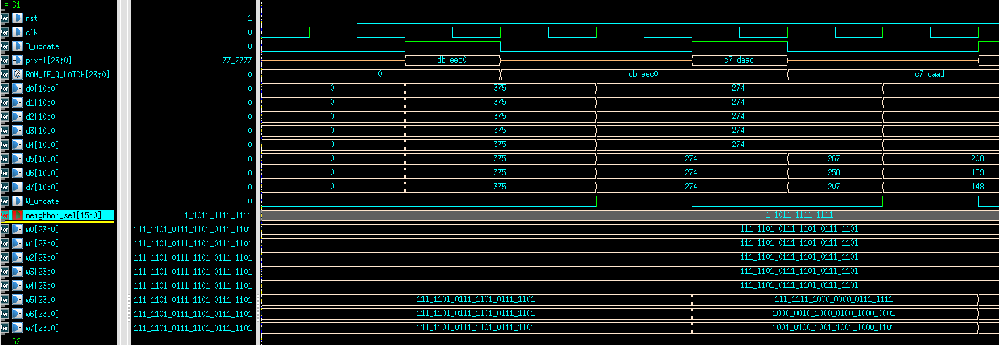 = G1
rst 1
clk 0
D_update 0
pixel[23:0] ZZ_ZZZZ db_eec0 c7_daad
RAM_IF_Q_LATCH[23:0] 0 0 db_eec0 c7_daad
d0[10:0] 0 0 375 274
d1[10:0] 0 0 375 274
d2[10:0] 0 0 375 274
d3[10:0] 0 0 375 274
d4[10:0] 0 0 375 274
d5[10:0] 0 0 375 274 267 208
d6[10:0] 0 0 375 274 258 199
d7[10:0] 0 0 375 274 207 148
W_update 0
neighbor_sel[15:0] 1_1011_1111_1111 1_1011_1111_1111
w0[23:0] 111_1101_0111_1101_0111_1101 111_1101_0111_1101_0111_1101
w1[23:0] 111_1101_0111_1101_0111_1101 111_1101_0111_1101_0111_1101
w2[23:0] 111_1101_0111_1101_0111_1101 111_1101_0111_1101_0111_1101
w3[23:0] 111_1101_0111_1101_0111_1101 111_1101_0111_1101_0111_1101
w4[23:0] 111_1101_0111_1101_0111_1101 111_1101_0111_1101_0111_1101
w5[23:0] 111_1101_0111_1101_0111_1101 111_1101_0111_1101_0111_1101 111_1111_1000_0000_0111_1111
w6[23:0] 111_1101_0111_1101_0111_1101 111_1101_0111_1101_0111_1101 1000_0010_1000_0100_1000_0001
w7[23:0] 111_1101_0111_1101_0111_1101 111_1101_0111_1101_0111_1101 1001_0100_1001_1001_1000_1101
G2